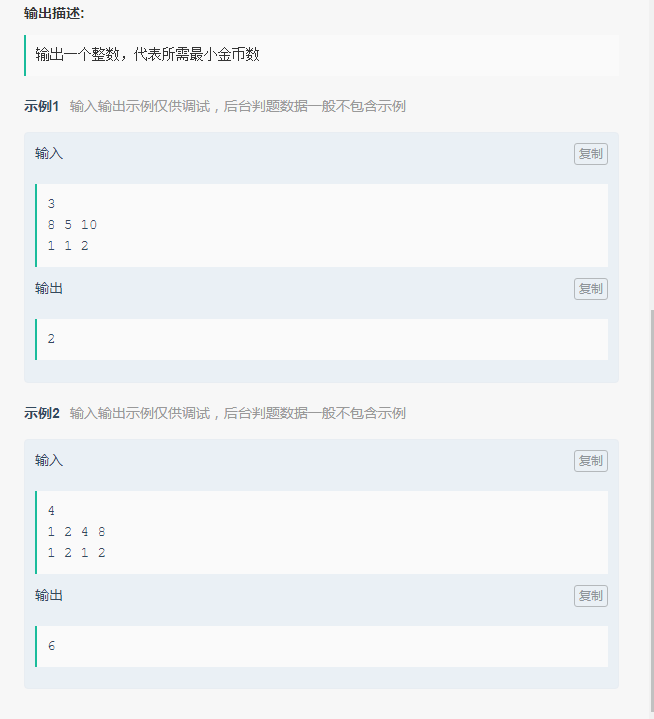 输出描述:
输出一个整数，代表所需最小金币数
示例1 输入输出示例仅供调试，后台判题数据一般不包含示例
输入 复制
3
8 5 10
1 1 2
输出 复制
2
示例2 输入输出示例仅供调试，后台判题数据一般不包含示例
输入 复制
4
1 2 4 8
1 2 1 2
输出 复制
6